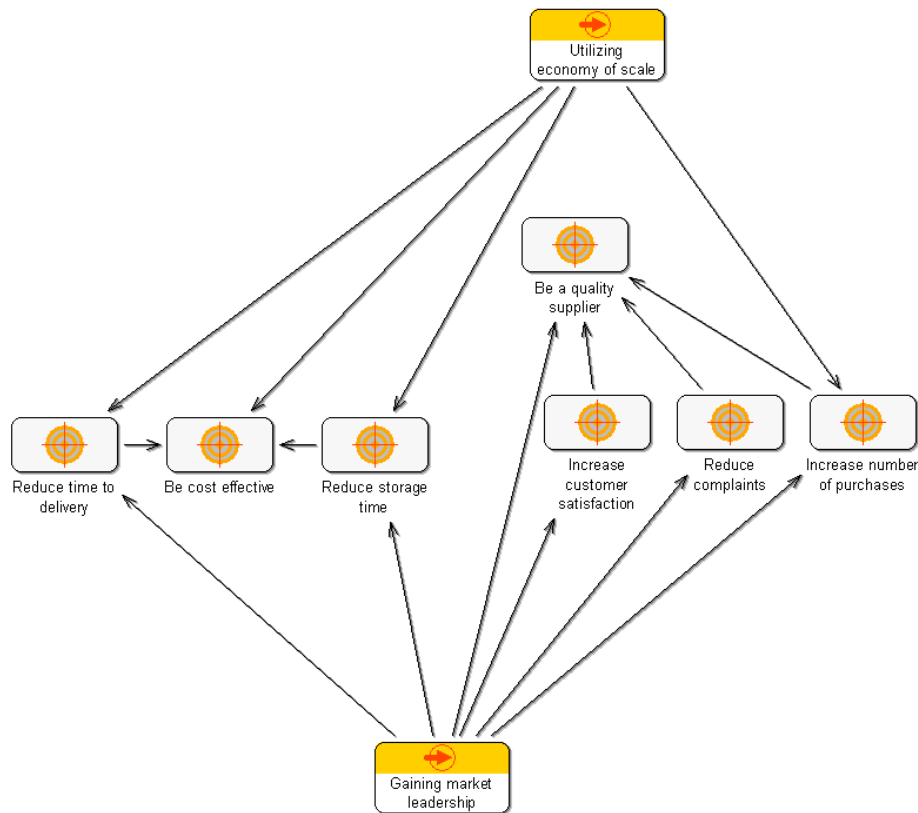 Utilizing
economy of scale
Be a quality
supplier
Reduce time to
delivery
Be cost effective
Reduce storage
time
Increase
customer
satisfaction
Reduce
complaints
Increase number
of purchases
Gaining market
leadership